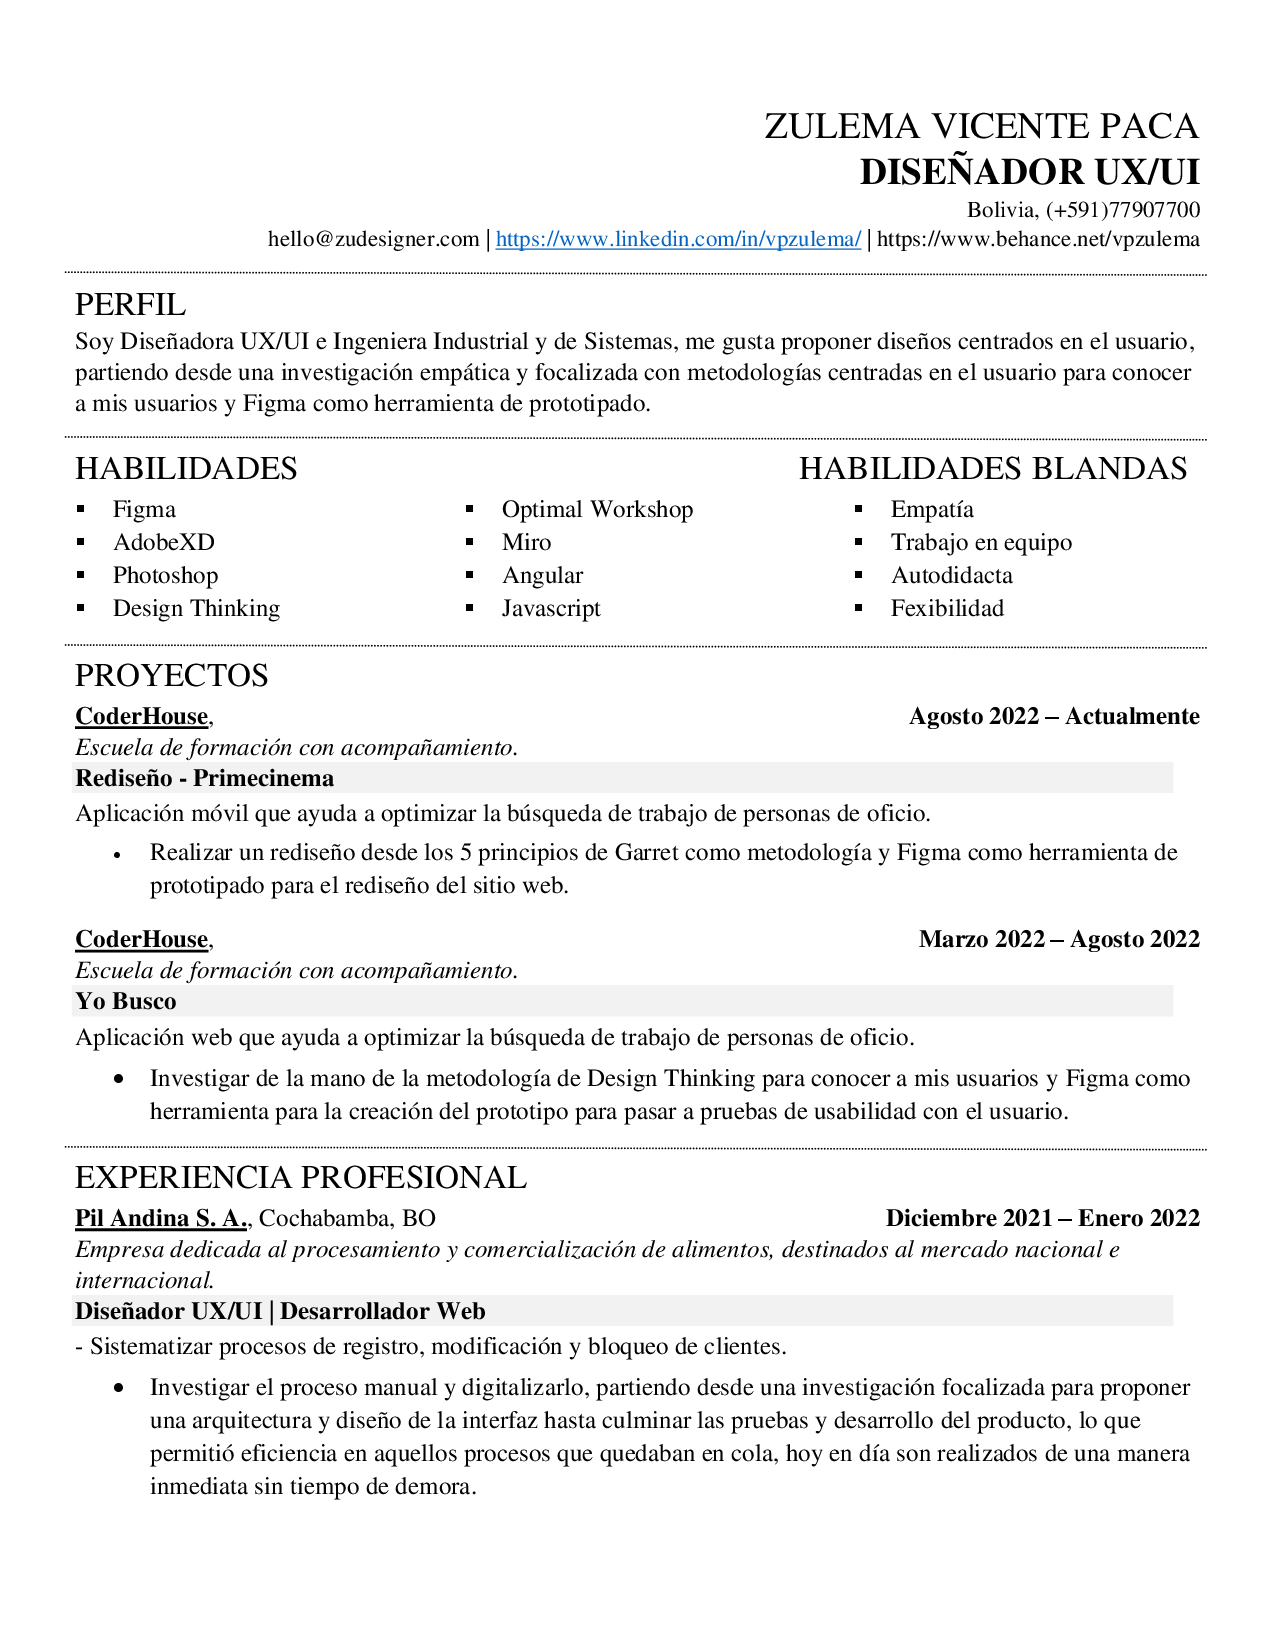 ZULEMA VICENTE PACA
DISEÑADOR UX/UI
Bolivia, (+591)77907700
hello@zudesigner.com | https://www.linkedin.com/in/vpzulema/ | https://www.behance.net/vpzulema
PERFIL
Soy Diseñadora UX/UI e Ingeniera Industrial y de Sistemas, me gusta proponer diseños centrados en el usuario,
partiendo desde una investigación empática y focalizada con metodologías centradas en el usuario para conocer
a mis usuarios y Figma como herramienta de prototipado.
HABILIDADES
▪ Figma
▪ AdobeXD
▪ Photoshop
▪ Design Thinking
▪ Optimal Workshop
▪ Miro
▪ Angular
▪ Javascript
HABILIDADES BLANDAS
▪ Empatía
▪ Trabajo en equipo
▪ Autodidacta
▪ Fexibilidad
PROYECTOS
CoderHouse, Agosto 2022 – Actualmente
Escuela de formación con acompañamiento.
Rediseño - Primecinema
Aplicación móvil que ayuda a optimizar la búsqueda de trabajo de personas de oficio.
• Realizar un rediseño desde los 5 principios de Garret como metodología y Figma como herramienta de
prototipado para el rediseño del sitio web.
CoderHouse, Marzo 2022 – Agosto 2022
Escuela de formación con acompañamiento.
Yo Busco
Aplicación web que ayuda a optimizar la búsqueda de trabajo de personas de oficio.
• Investigar de la mano de la metodología de Design Thinking para conocer a mis usuarios y Figma como
herramienta para la creación del prototipo para pasar a pruebas de usabilidad con el usuario.
EXPERIENCIA PROFESIONAL
Pil Andina S. A., Cochabamba, BO Diciembre 2021 – Enero 2022
Empresa dedicada al procesamiento y comercialización de alimentos, destinados al mercado nacional e
internacional.
Diseñador UX/UI | Desarrollador Web
- Sistematizar procesos de registro, modificación y bloqueo de clientes.
• Investigar el proceso manual y digitalizarlo, partiendo desde una investigación focalizada para proponer
una arquitectura y diseño de la interfaz hasta culminar las pruebas y desarrollo del producto, lo que
permitió eficiencia en aquellos procesos que quedaban en cola, hoy en día son realizados de una manera
inmediata sin tiempo de demora.